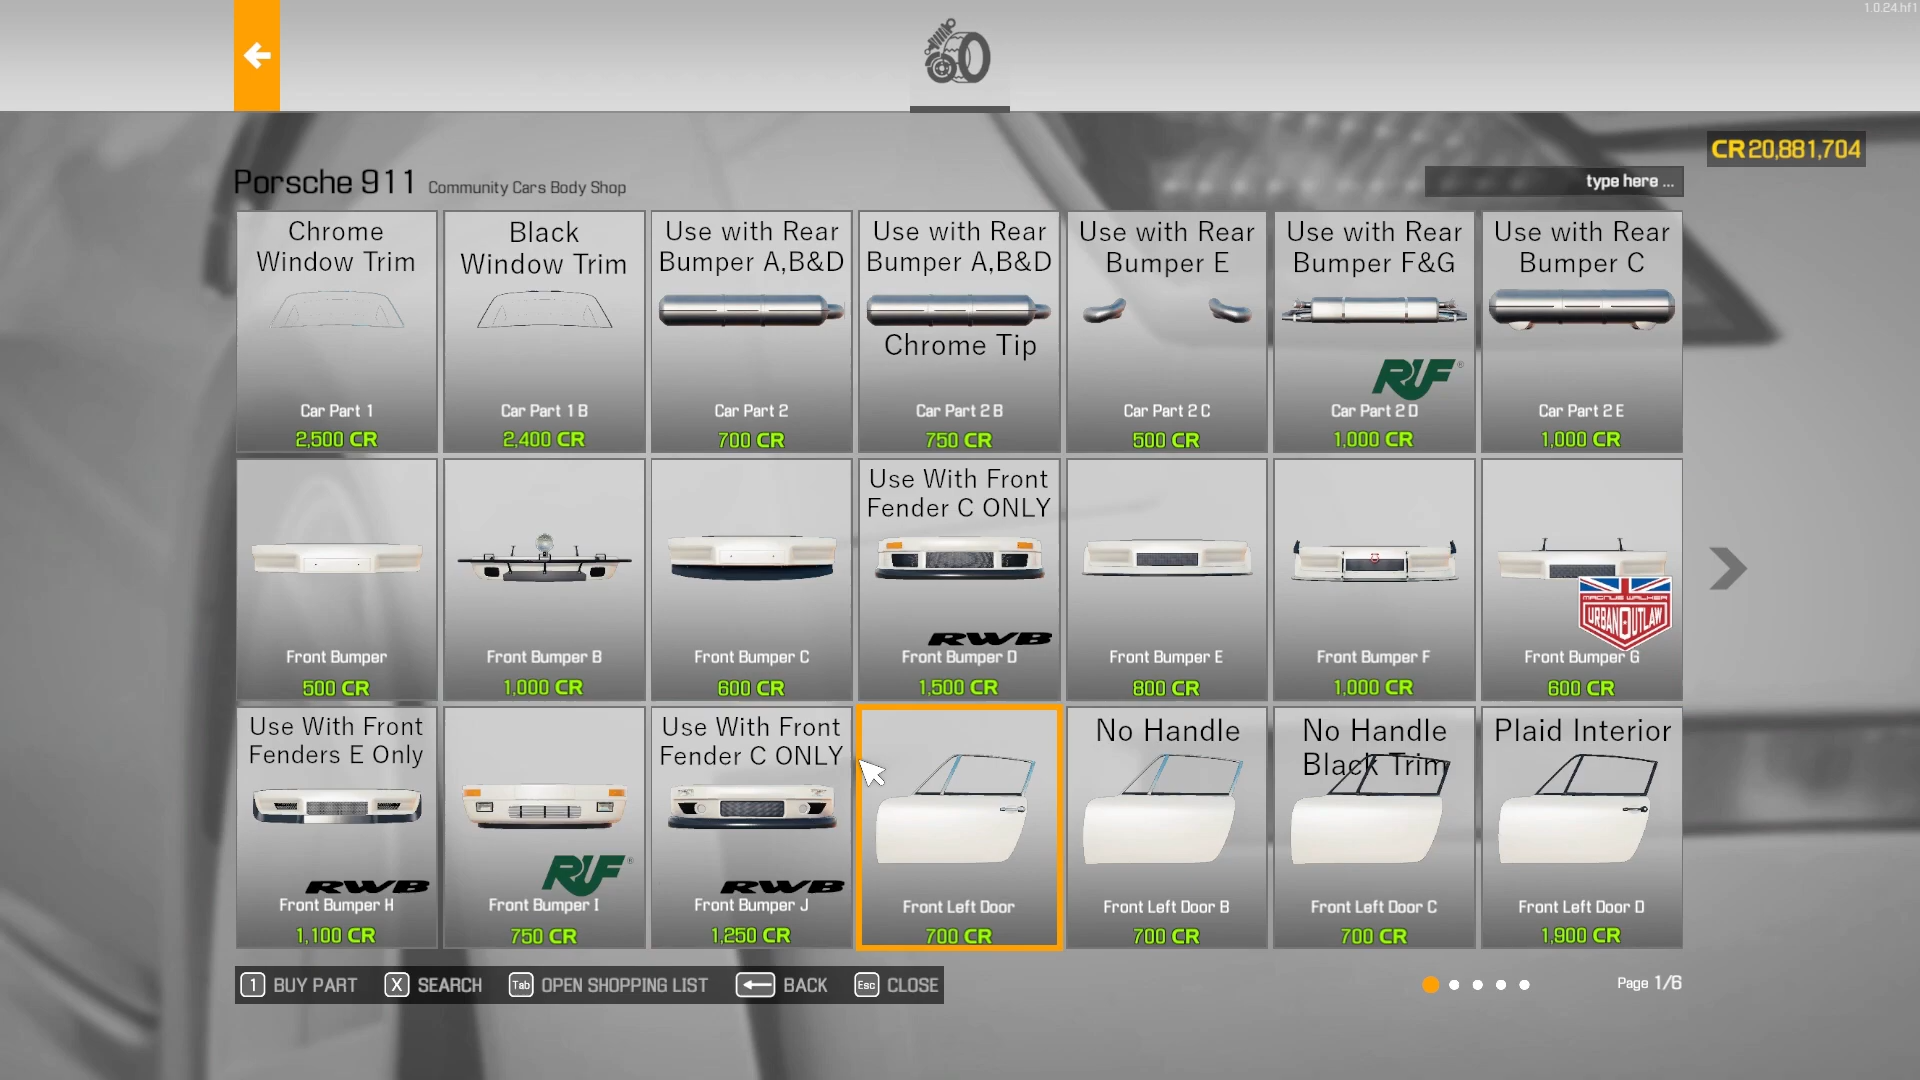 1.0.24.hf1
CR 20,881,704
Porsche 911 Community Cars Body Shop
type here ...
Chrome
Window Trim
Car Part 1
2,500 CR
Black
Window Trim
Car Part 1 B
2,400 CR
Use with Rear
Bumper A,B&D
Car Part 2
700 CR
Use with Rear
Bumper A,B&D
Chrome Tip
Car Part 2 B
750 CR
Use with Rear
Bumper E
Car Part 2 C
500 CR
Use with Rear
Bumper F&G
RUF®
Car Part 2 D
1,000 CR
Use with Rear
Bumper C
Car Part 2 E
1,000 CR
Front Bumper
500 CR
Front Bumper B
1,000 CR
Front Bumper C
600 CR
Use With Front
Fender C ONLY
RWB
Front Bumper D
1,500 CR
Front Bumper E
800 CR
Front Bumper F
1,000 CR
MAGNUS WALKER
URBAN OUTLAW
Front Bumper G
600 CR
Use With Front
Fenders E Only
RWB
Front Bumper H
1,100 CR
RUF®
Front Bumper I
750 CR
Use With Front
Fender C ONLY
RWB
Front Bumper J
1,250 CR
Front Left Door
700 CR
No Handle
Front Left Door B
700 CR
No Handle
Black Trim
Front Left Door C
700 CR
Plaid Interior
Front Left Door D
1,900 CR
1 BUY PART X SEARCH Tab OPEN SHOPPING LIST BACK Esc CLOSE
Page 1/6